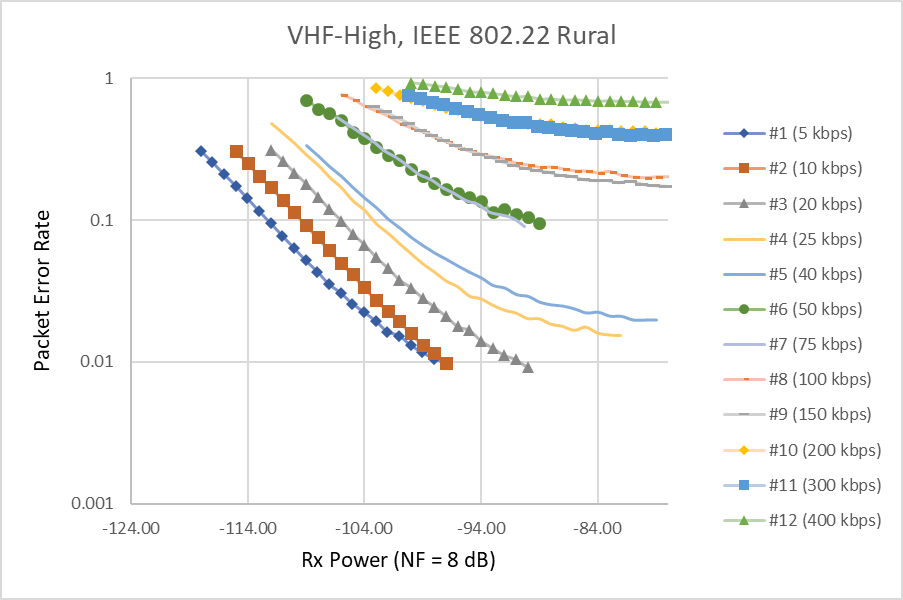 VHF-High, IEEE 802.22 Rural
1
0.1
0.01
0.001
Packet Error Rate
-124.00
-114.00
-104.00
-94.00
-84.00
Rx Power (NF = 8 dB)
#1 (5 kbps)
#2 (10 kbps)
#3 (20 kbps)
#4 (25 kbps)
#5 (40 kbps)
#6 (50 kbps)
#7 (75 kbps)
#8 (100 kbps)
#9 (150 kbps)
#10 (200 kbps)
#11 (300 kbps)
#12 (400 kbps)